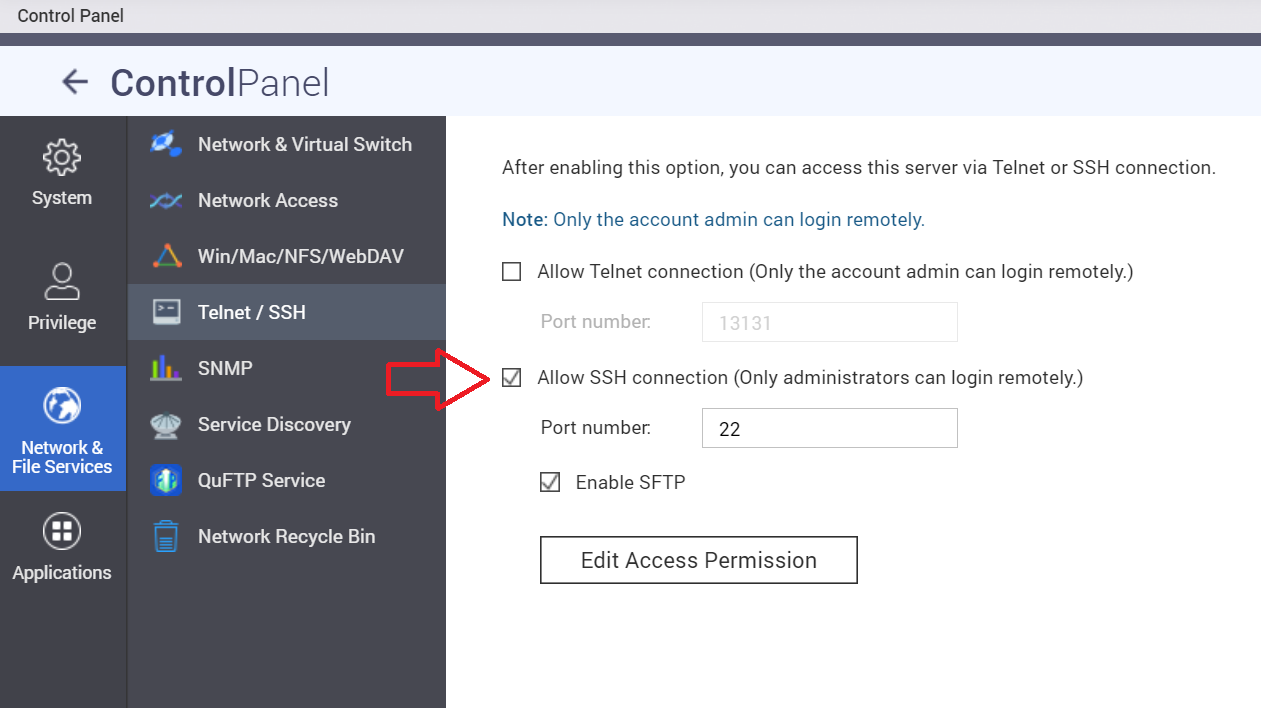 Control Panel
ControlPanel
System
Privilege
Network &
File Services
Applications
Network & Virtual Switch
Network Access
Win/Mac/NFS/WebDAV
Telnet / SSH
SNMP
Service Discovery
QuFTP Service
Network Recycle Bin
After enabling this option, you can access this server via Telnet or SSH connection.
Note: Only the account admin can login remotely.
Allow Telnet connection (Only the account admin can login remotely.)
Port number: 13131
Allow SSH connection (Only administrators can login remotely.)
Port number: 22
Enable SFTP
Edit Access Permission